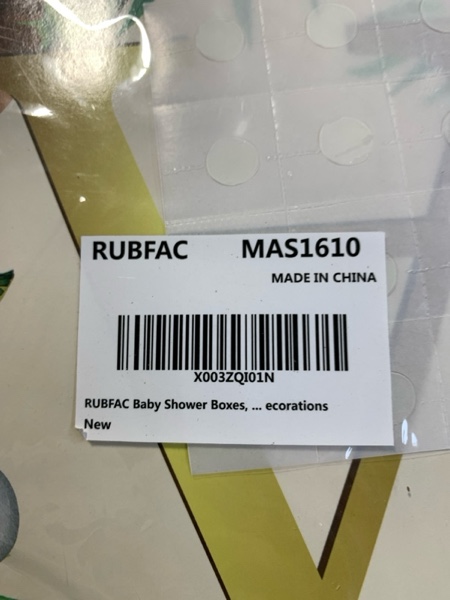 RUBFAC MAS1610
MADE IN CHINA
X003ZQI01N
RUBFAC Baby Shower Boxes, ... ecorations
New